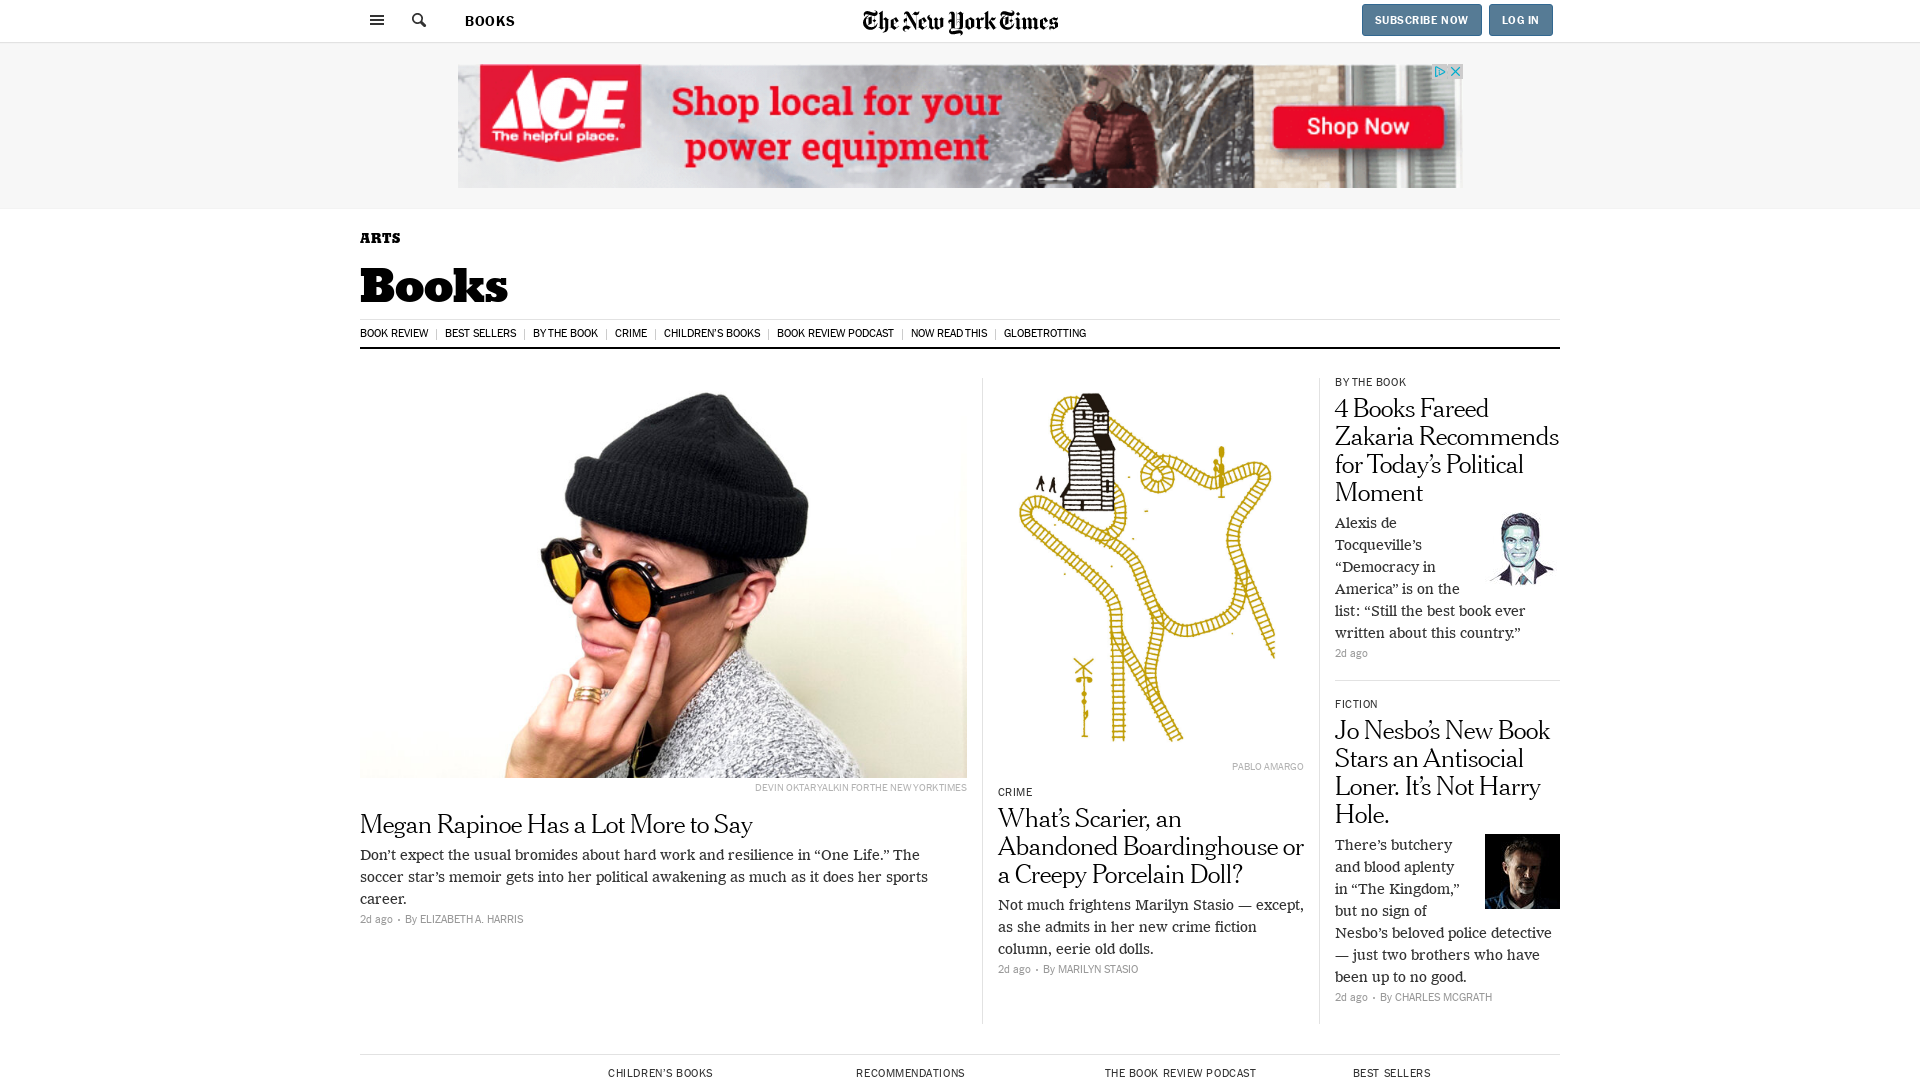 BOOKS
The New York Times
SUBSCRIBE NOW
LOG IN
ACE
The helpful place.
Shop local for your
power equipment
Shop Now
ARTS
Books
BOOK REVIEW
BEST SELLERS
BY THE BOOK
CRIME
CHILDREN'S BOOKS
BOOK REVIEW PODCAST
NOW READ THIS
GLOBETROTTING
DEVIN OKTAR YALKIN FOR THE NEW YORK TIMES
Megan Rapinoe Has a Lot More to Say
Don't expect the usual bromides about hard work and resilience in “One Life.” The
soccer star's memoir gets into her political awakening as much as it does her sports
career.
2d ago • By ELIZABETH A. HARRIS
PABLO AMARGO
CRIME
What's Scarier, an
Abandoned Boardinghouse or
a Creepy Porcelain Doll?
Not much frightens Marilyn Stasio — except,
as she admits in her new crime fiction
column, eerie old dolls.
2d ago • By MARILYN STASIO
BY THE BOOK
4 Books Fareed
Zakaria Recommends
for Today's Political
Moment
Alexis de
Tocqueville's
“Democracy in
America” is on the
list: “Still the best book ever
written about this country.”
2d ago
FICTION
Jo Nesbo's New Book
Stars an Antisocial
Loner. It's Not Harry
Hole.
There's butchery
and blood aplenty
in “The Kingdom,”
but no sign of
Nesbo's beloved police detective
— just two brothers who have
been up to no good.
2d ago • By CHARLES MCGRATH
CHILDREN'S BOOKS
RECOMMENDATIONS
THE BOOK REVIEW PODCAST
BEST SELLERS